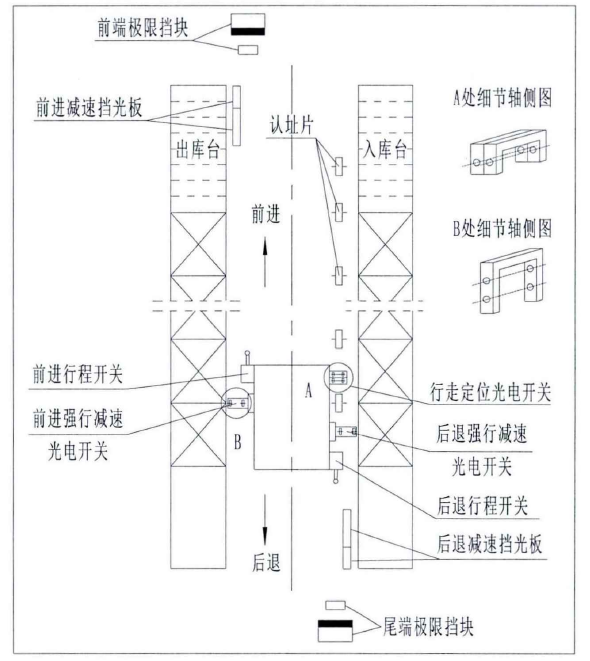 前端极限挡块
前进减速挡光板
认址片
A处细节轴侧图
出库台
入库台
前进
B处细节轴侧图
前进行程开关
A
行走定位光电开关
前进强行减速
光电开关
B
后退强行减速
光电开关
后退行程开关
后退
后退减速挡光板
尾端极限挡块